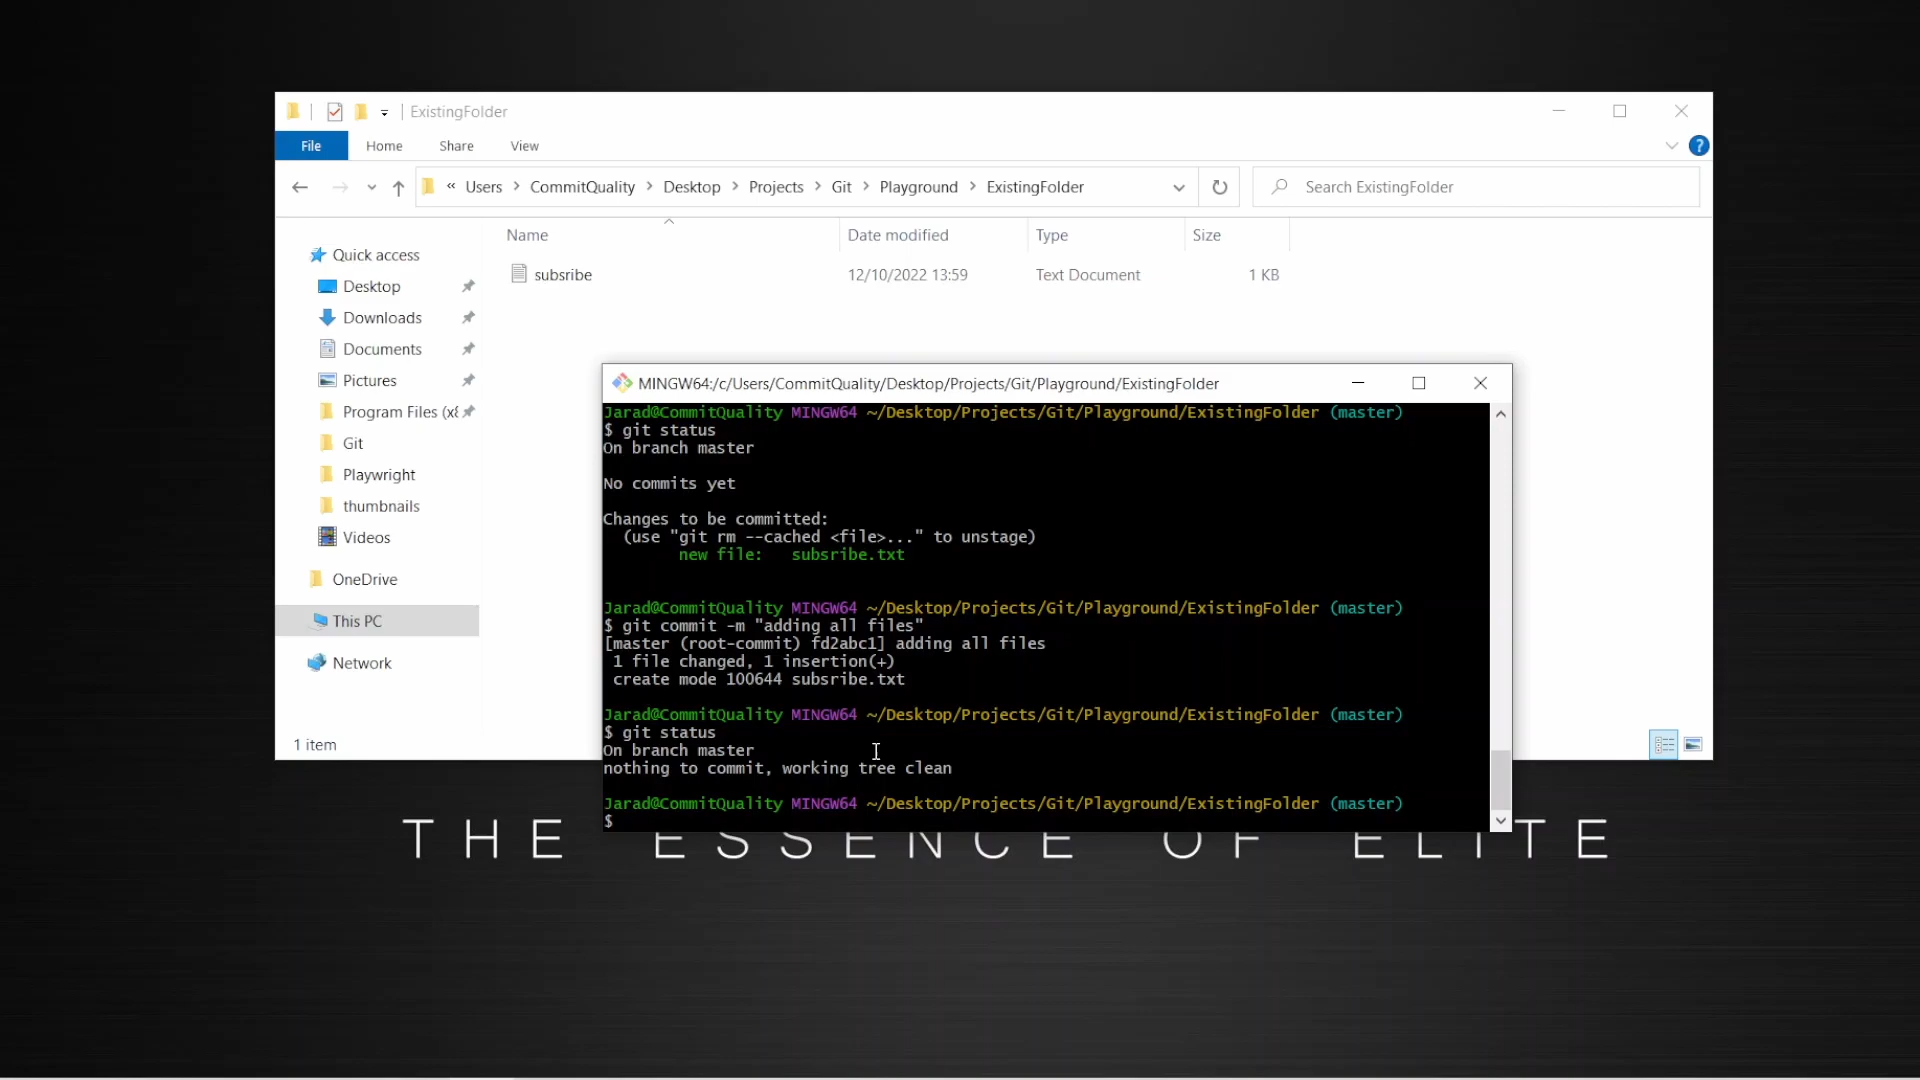 ExistingFolder
File Home Share View
« Users > CommitQuality > Desktop > Projects > Git > Playground > ExistingFolder
Search ExistingFolder
Name Date modified Type Size
subsribe 12/10/2022 13:59 Text Document 1 KB
Quick access
Desktop
Downloads
Documents
Pictures
Program Files (x8
Git
Playwright
thumbnails
Videos
OneDrive
This PC
Network
1 item
MINGW64:/c/Users/CommitQuality/Desktop/Projects/Git/Playground/ExistingFolder
Jarad@CommitQuality MINGW64 ~/Desktop/Projects/Git/Playground/ExistingFolder (master)
$ git status
On branch master
No commits yet
Changes to be committed:
(use "git rm --cached <file>..." to unstage)
new file: subsribe.txt
Jarad@CommitQuality MINGW64 ~/Desktop/Projects/Git/Playground/ExistingFolder (master)
$ git commit -m "adding all files"
[master (root-commit) fd2abc1] adding all files
1 file changed, 1 insertion(+)
create mode 100644 subsribe.txt
Jarad@CommitQuality MINGW64 ~/Desktop/Projects/Git/Playground/ExistingFolder (master)
$ git status
On branch master
nothing to commit, working tree clean
Jarad@CommitQuality MINGW64 ~/Desktop/Projects/Git/Playground/ExistingFolder (master)
$
THE ESSENCE OF ELITE